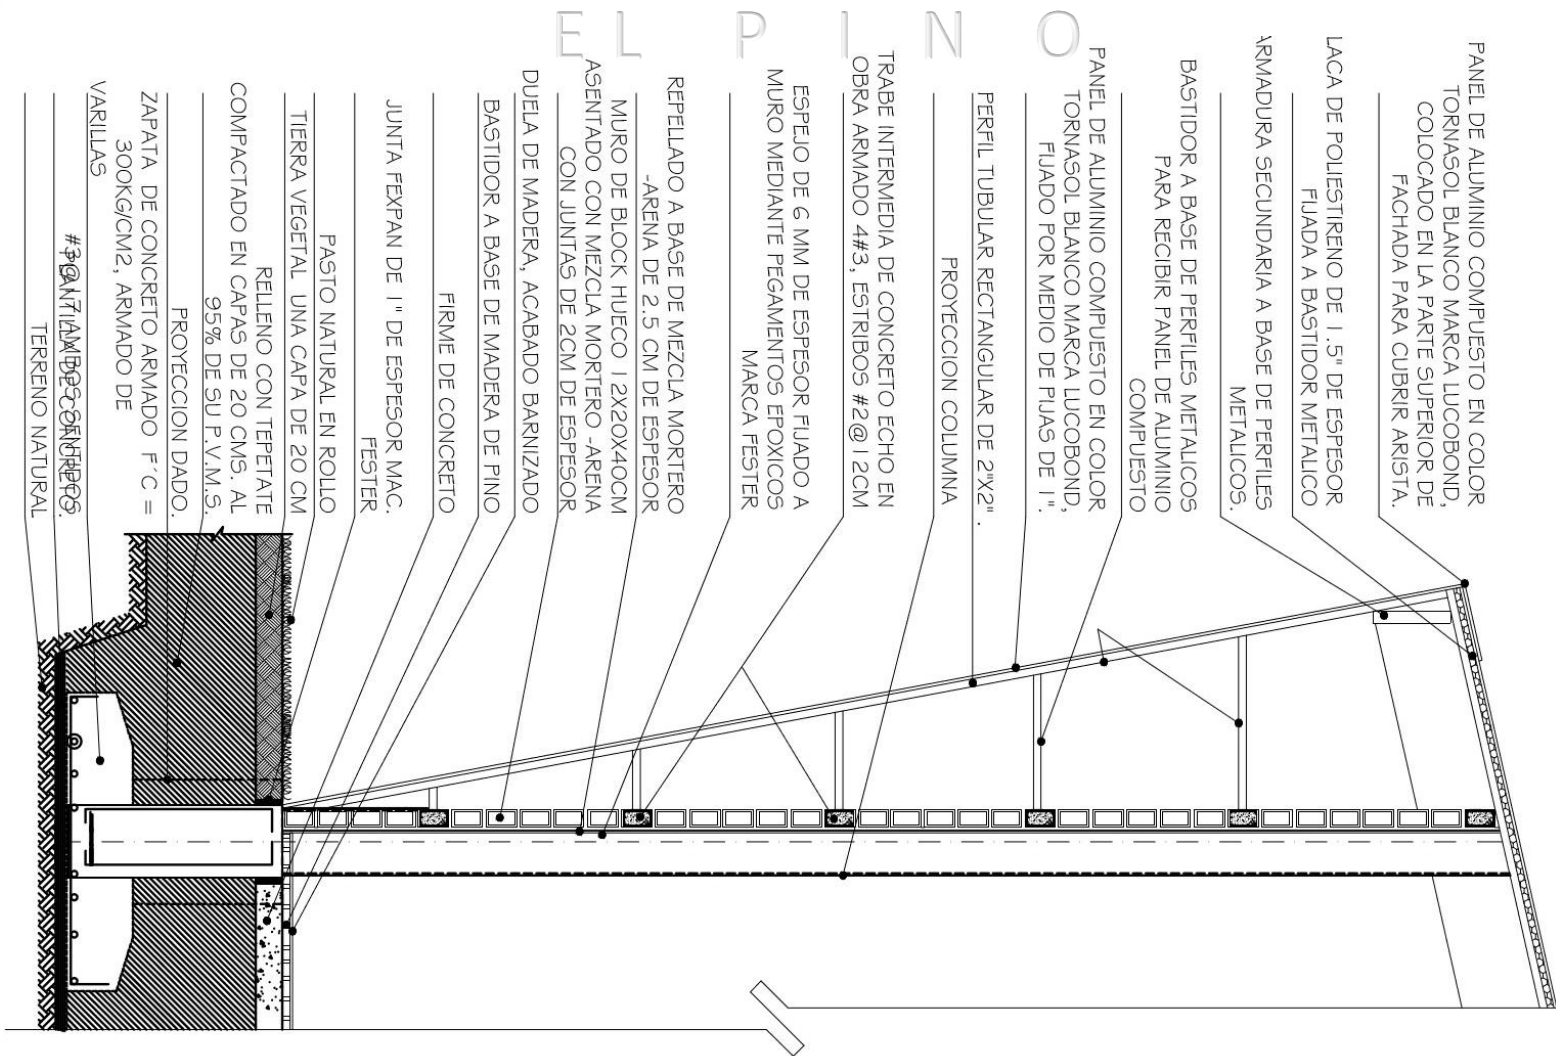 EL PINO
PANEL DE ALUMINIO COMPUESTO EN COLOR
TORNASOL BLANCO MARCA LUCOBOND,
COLOCADO EN LA PARTE SUPERIOR DE
FACHADA PARA CUBRIR ARISTA.
LACA DE POLIESTIRENO DE 1.5" DE ESPESOR
FIJADA A BASTIDOR METALICO
ARMADURA SECUNDARIA A BASE DE PERFILES
METALICOS.
BASTIDOR A BASE DE PERFILES METALICOS
PARA RECIBIR PANEL DE ALUMINIO
COMPUESTO
PANEL DE ALUMINIO COMPUESTO EN COLOR
TORNASOL BLANCO MARCA LUCOBOND,
FIJADO POR MEDIO DE PIJAS DE 1".
PERFIL TUBULAR RECTANGULAR DE 2"X2".
PROYECCION COLUMNA
TRABE INTERMEDIA DE CONCRETO ECHO EN
OBRA ARMADO 4#3, ESTRIBOS #2@12CM
ESPEJO DE 6 MM DE ESPESOR FIJADO A
MURO MEDIANTE PEGAMENTOS EPOXICOS
MARCA FESTER
REPELLADO A BASE DE MEZCLA MORTERO
-ARENA DE 2.5 CM DE ESPESOR
MURO DE BLOCK HUECO 12X20X40CM
ASENTADO CON MEZCLA MORTERO -ARENA
CON JUNTAS DE 2CM DE ESPESOR
DUELA DE MADERA, ACABADO BARNIZADO
BASTIDOR A BASE DE MADERA DE PINO
FIRME DE CONCRETO
JUNTA FEXPAN DE 1" DE ESPESOR MAC.
FESTER
PASTO NATURAL EN ROLLO
TIERRA VEGETAL UNA CAPA DE 20 CM
RELLENO CON TEPETATE
COMPACTADO EN CAPAS DE 20 CMS. AL
95% DE SU P.V.M.S.
PROYECCION DADO.
ZAPATA DE CONCRETO ARMADO F´C =
300KG/CM2, ARMADO DE
VARILLAS
#3@17 AMBOS SENTIDOS.
PLANTILLA DE CONCRETO.
TERRENO NATURAL